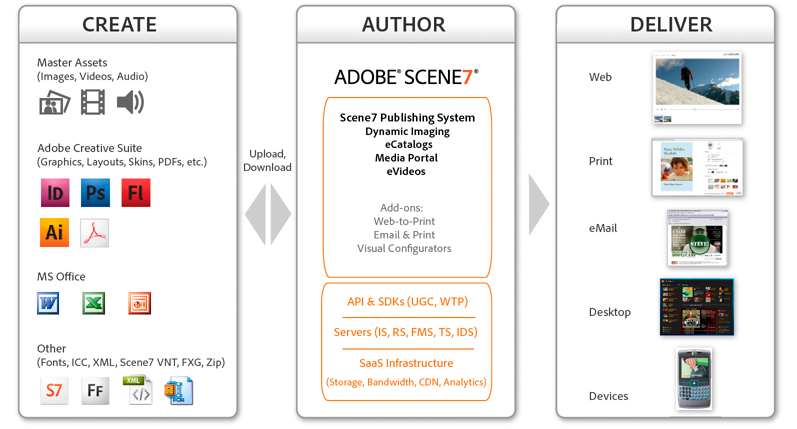 CREATE
Master Assets
(Images, Videos, Audio)
Adobe Creative Suite
(Graphics, Layouts, Skins, PDFs, etc.)
ID
Ps
Fl
Ai
MS Office
W
X
Other
(Fonts, ICC, XML, Scene7 VNT, FXG, Zip)
S7
FF
XML
</>
Upload,
Download
AUTHOR
ADOBE® SCENE7®
Scene7 Publishing System
Dynamic Imaging
eCatalogs
Media Portal
eVideos
Add-ons:
Web-to-Print
Email & Print
Visual Configurators
API & SDKs (UGC, WTP)
Servers (IS, RS, FMS, TS, IDS)
SaaS Infrastructure
(Storage, Bandwidth, CDN, Analytics)
DELIVER
Web
Print
eMail
STEVE
Desktop
Devices